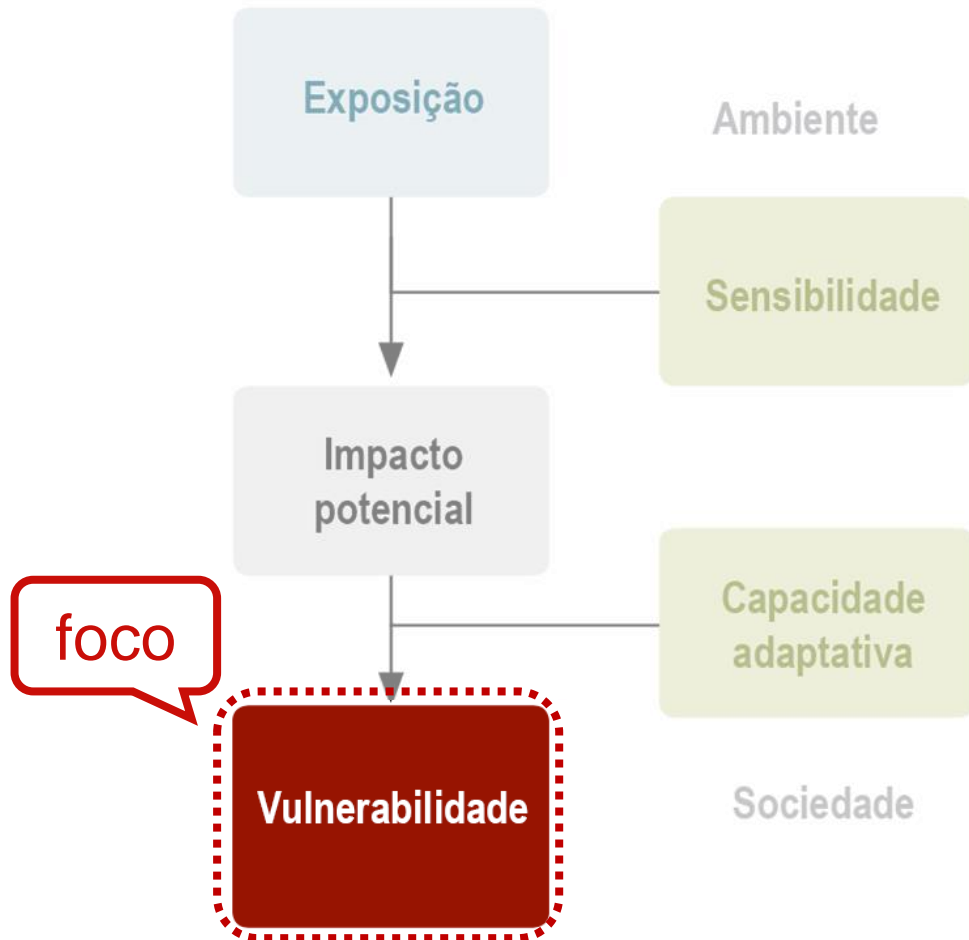 Exposição
Ambiente
Sensibilidade
Impacto
potencial
Capacidade
adaptativa
foco
Vulnerabilidade
Sociedade